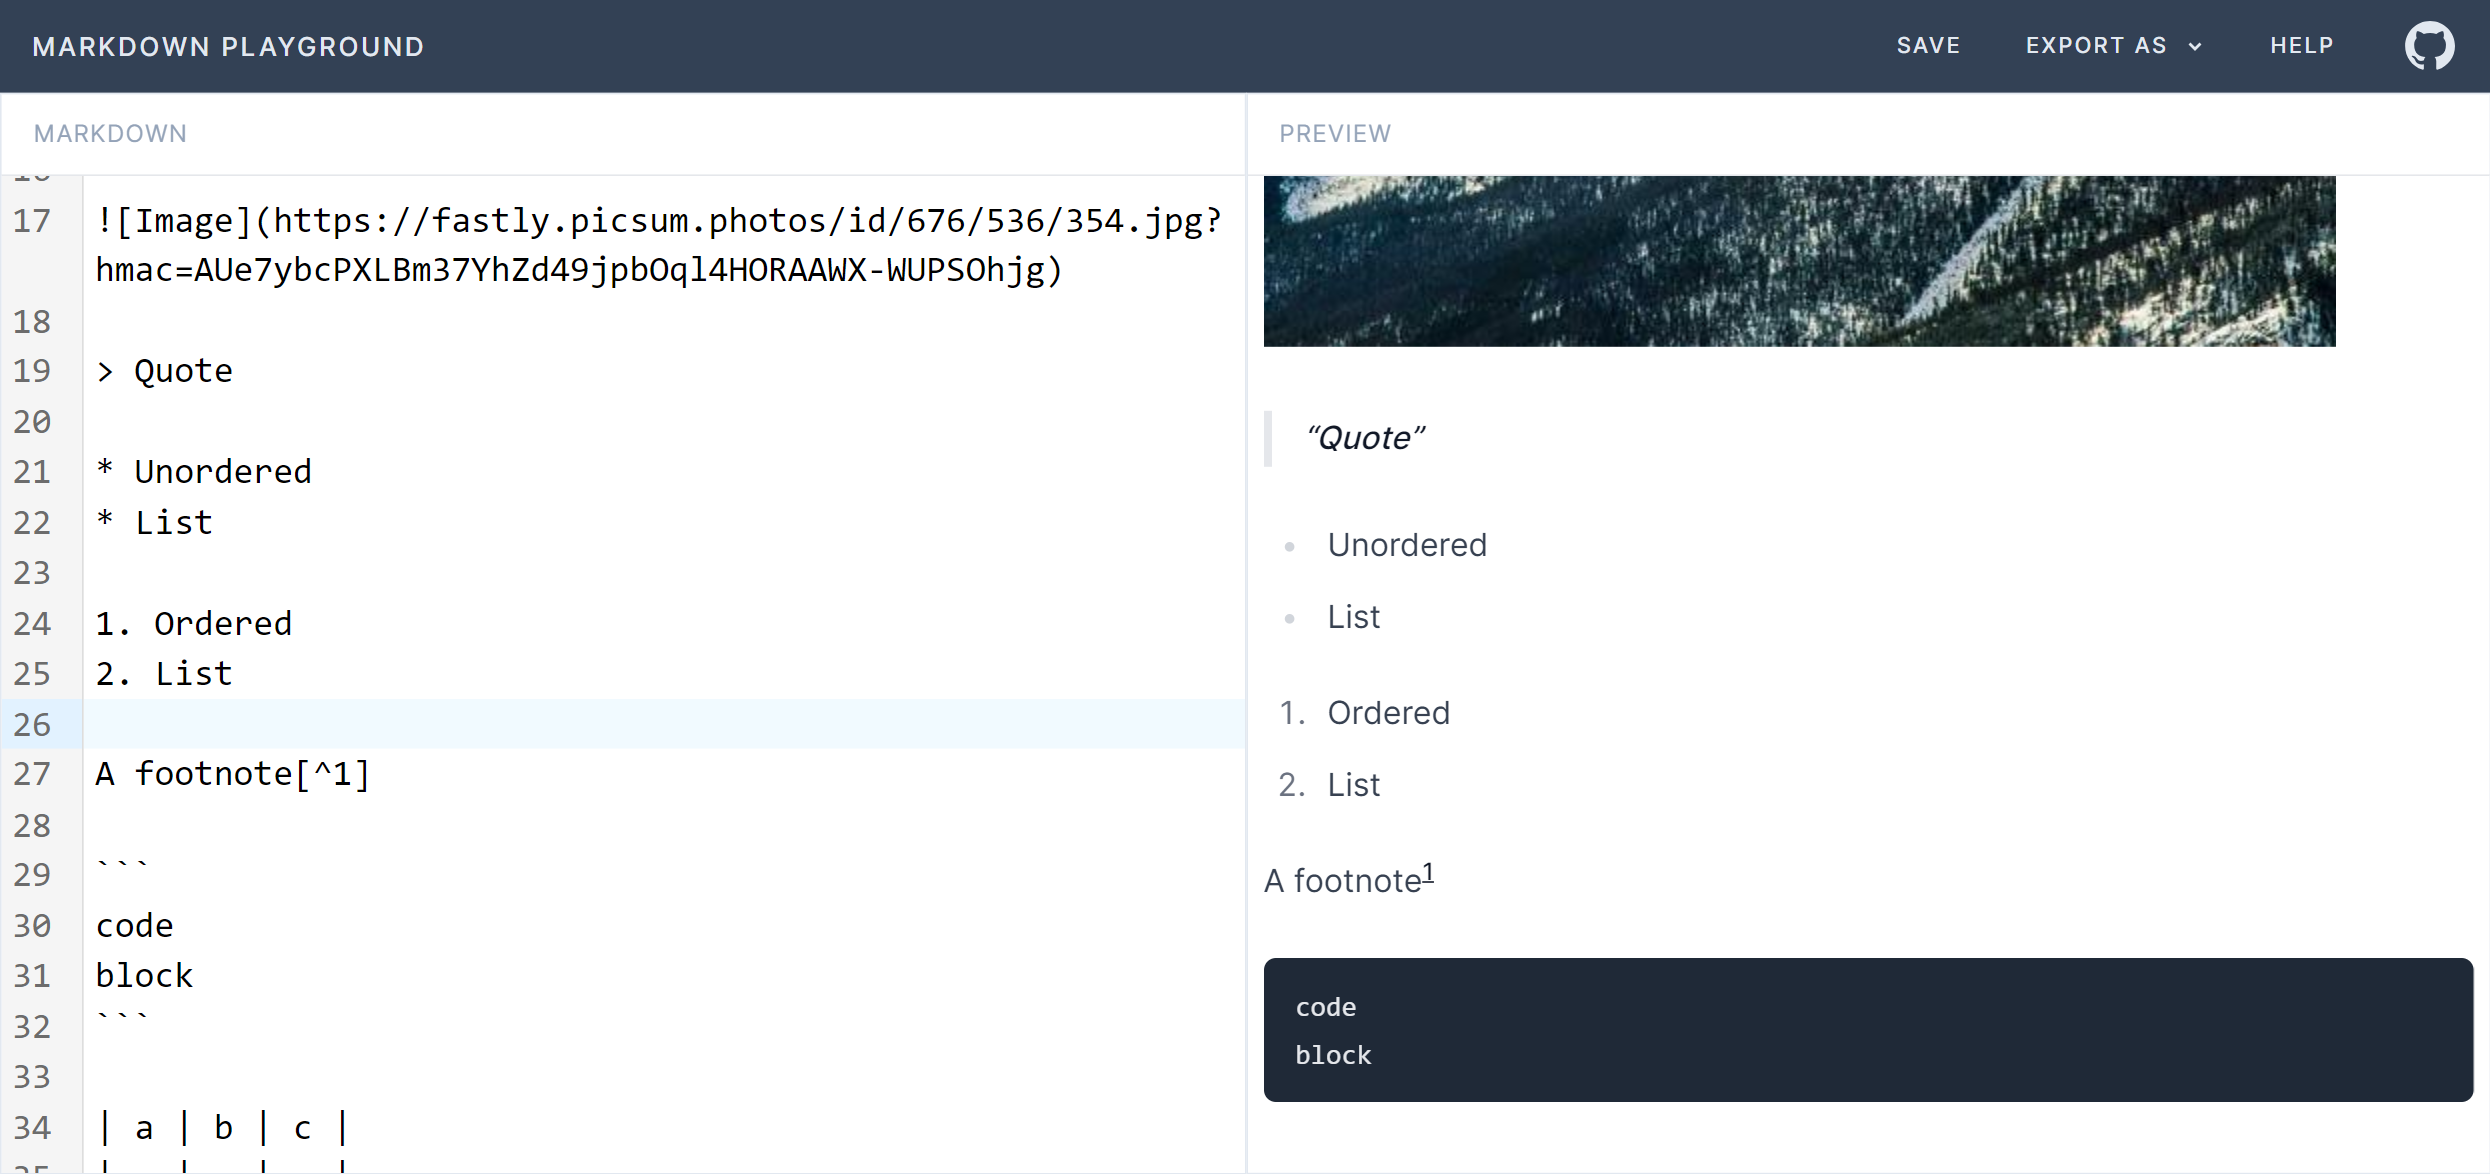 MARKDOWN PLAYGROUND
SAVE
EXPORT AS
HELP
MARKDOWN
17 ![Image](https://fastly.picsum.photos/id/676/536/354.jpg?
hmac=AUe7ybcPXLBm37YhZd49jpbOql4HORAAWX-WUPSOhjg)
18
19 > Quote
20
21 * Unordered
22 * List
23
24 1. Ordered
25 2. List
26
27 A footnote[^1]
28
29 ```
30 code
31 block
32 ```
33
34 | a | b | c |
PREVIEW
“Quote”
• Unordered
• List
1. Ordered
2. List
A footnote1
code
block